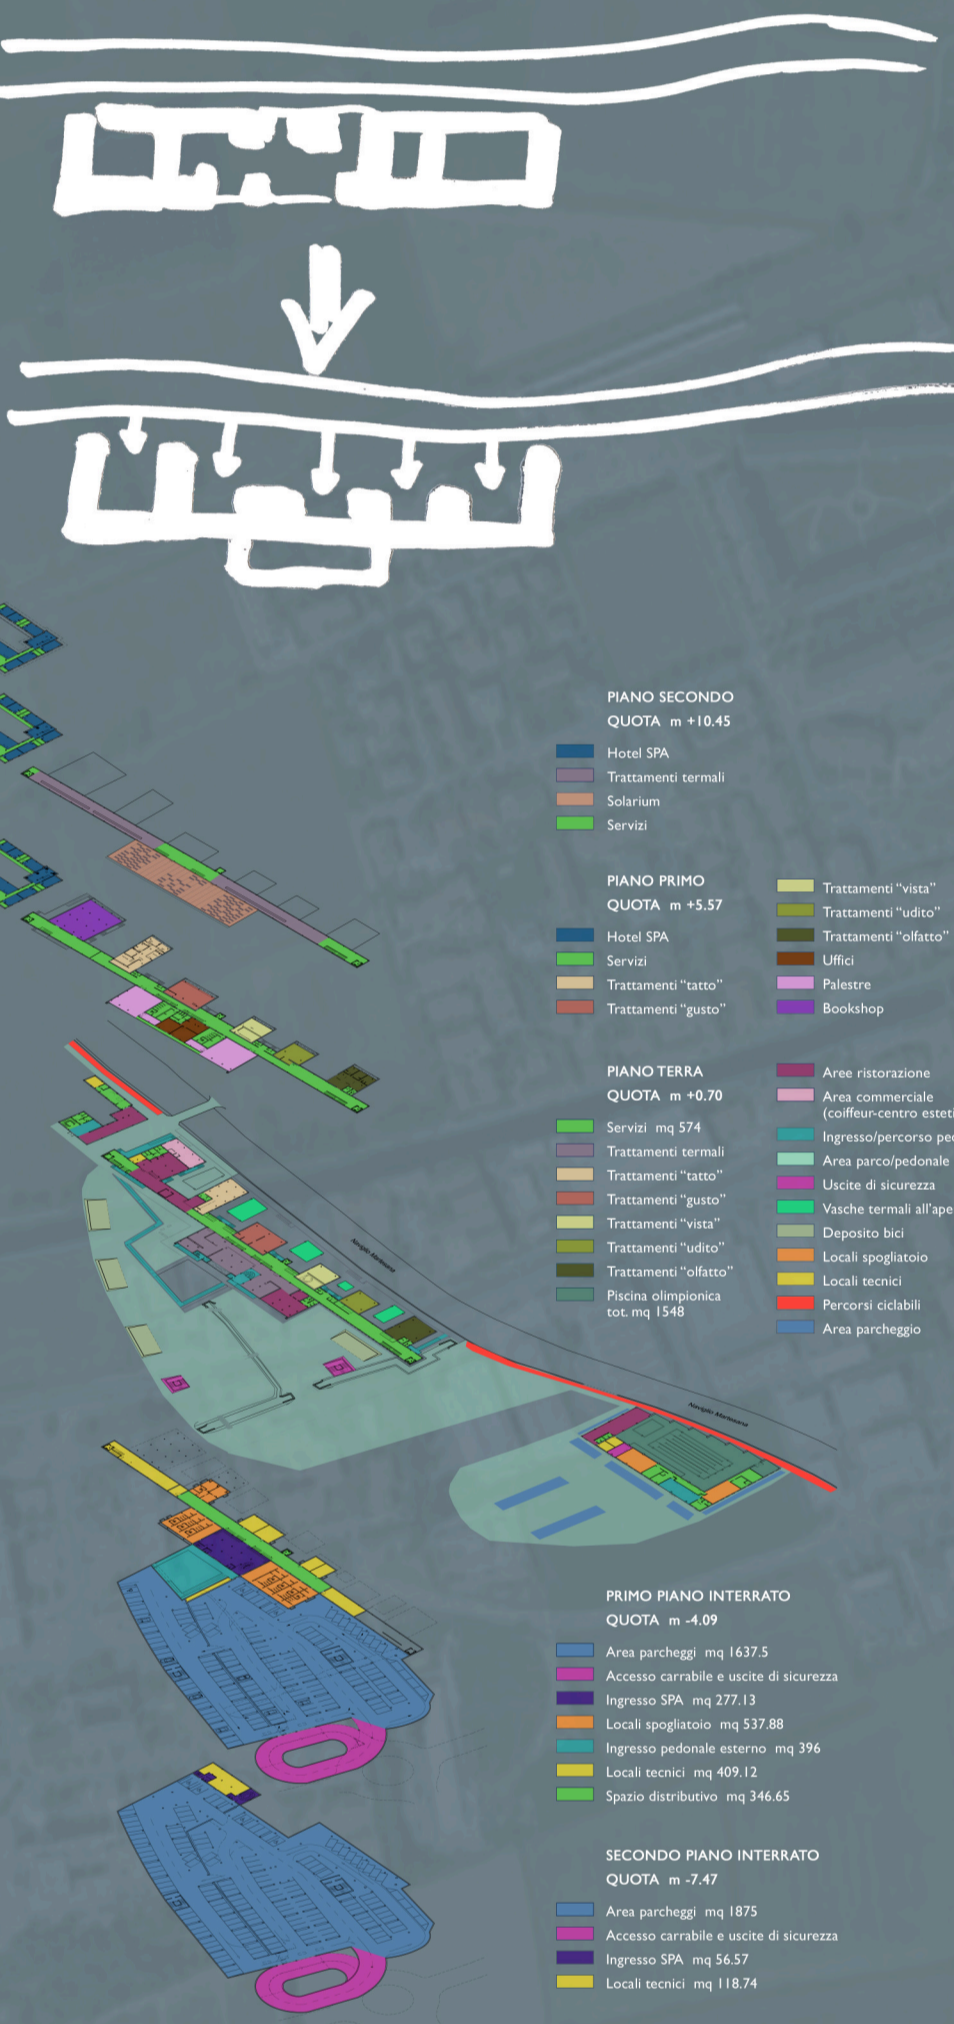 PIANO SECONDO
QUOTA m +10.45
Hotel SPA
Trattamenti termali
Solarium
Servizi
PIANO PRIMO
QUOTA m +5.57
Hotel SPA
Servizi
Trattamenti “tatto”
Trattamenti “gusto”
Trattamenti “vista”
Trattamenti “udito”
Trattamenti “olfatto”
Uffici
Palestre
Bookshop
PIANO TERRA
QUOTA m +0.70
Servizi mq 574
Trattamenti termali
Trattamenti “tatto”
Trattamenti “gusto”
Trattamenti “vista”
Trattamenti “udito”
Trattamenti “olfatto”
Piscina olimpionica
tot. mq 1548
Aree ristorazione
Area commerciale
(coiffeur-centro esteti
Ingresso/percorso pe
Area parco/pedonale
Uscite di sicurezza
Vasche termali all'ape
Deposito bici
Locali spogliatoio
Locali tecnici
Percorsi ciclabili
Area parcheggio
Naviglio Martesana
Naviglio Martesana
PRIMO PIANO INTERRATO
QUOTA m -4.09
Area parcheggi mq 1637.5
Accesso carrabile e uscite di sicurezza
Ingresso SPA mq 277.13
Locali spogliatoio mq 537.88
Ingresso pedonale esterno mq 396
Locali tecnici mq 409.12
Spazio distributivo mq 346.65
SECONDO PIANO INTERRATO
QUOTA m -7.47
Area parcheggi mq 1875
Accesso carrabile e uscite di sicurezza
Ingresso SPA mq 56.57
Locali tecnici mq 118.74